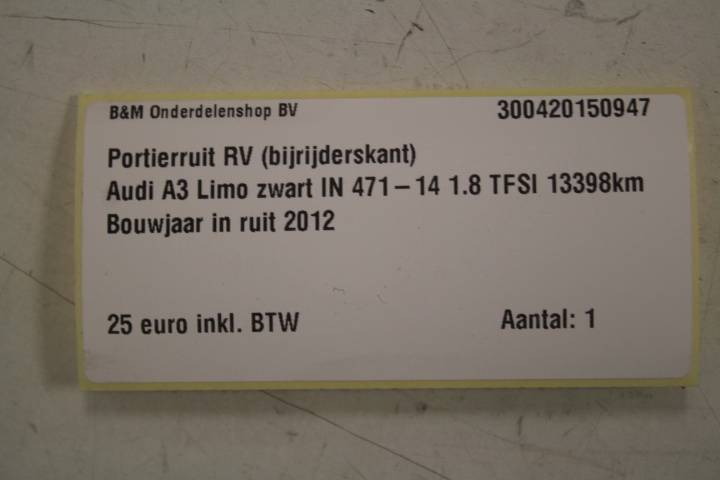 B&M Onderdelenshop BV 300420150947
Portierruit RV (bijrijderskant)
Audi A3 Limo zwart IN 471-14 1.8 TFSI 13398km
Bouwjaar in ruit 2012
25 euro inkl. BTW Aantal: 1